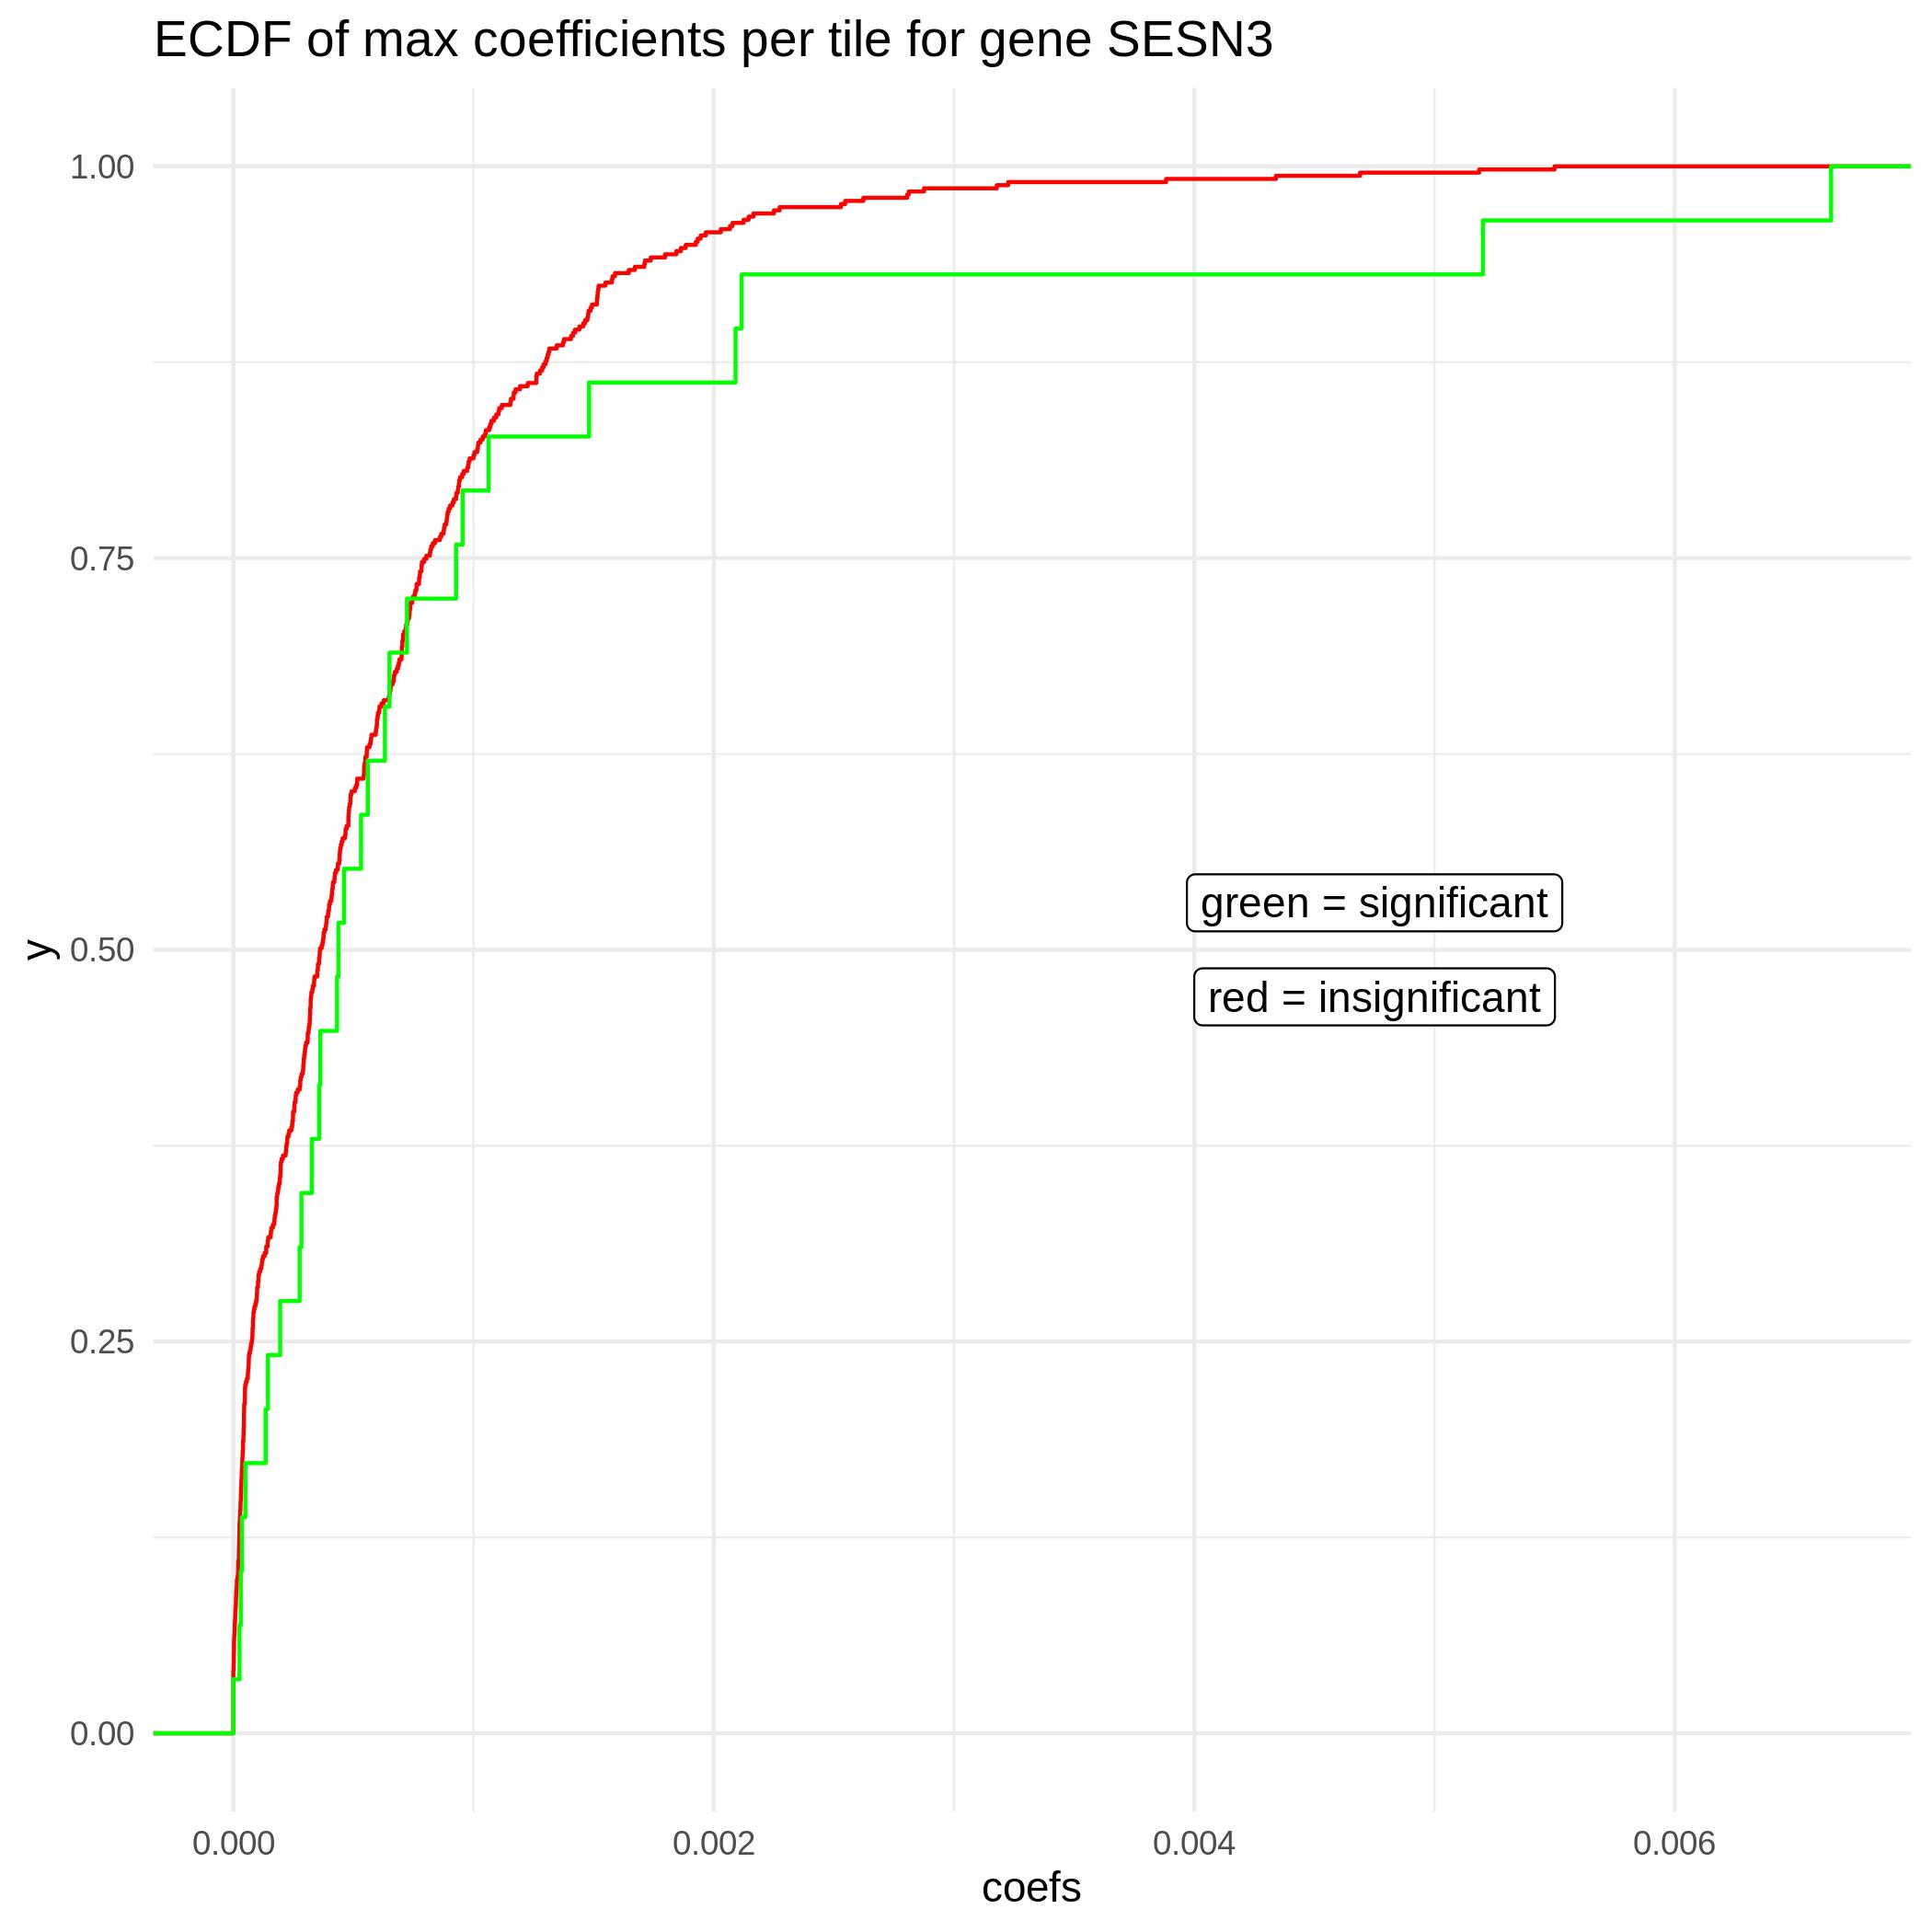 ECDF of max coefficients per tile for gene SESN3
1.00
0.75
0.50
0.25
0.00
y
green = significant
red = insignificant
0.000
0.002
0.004
0.006
coefs